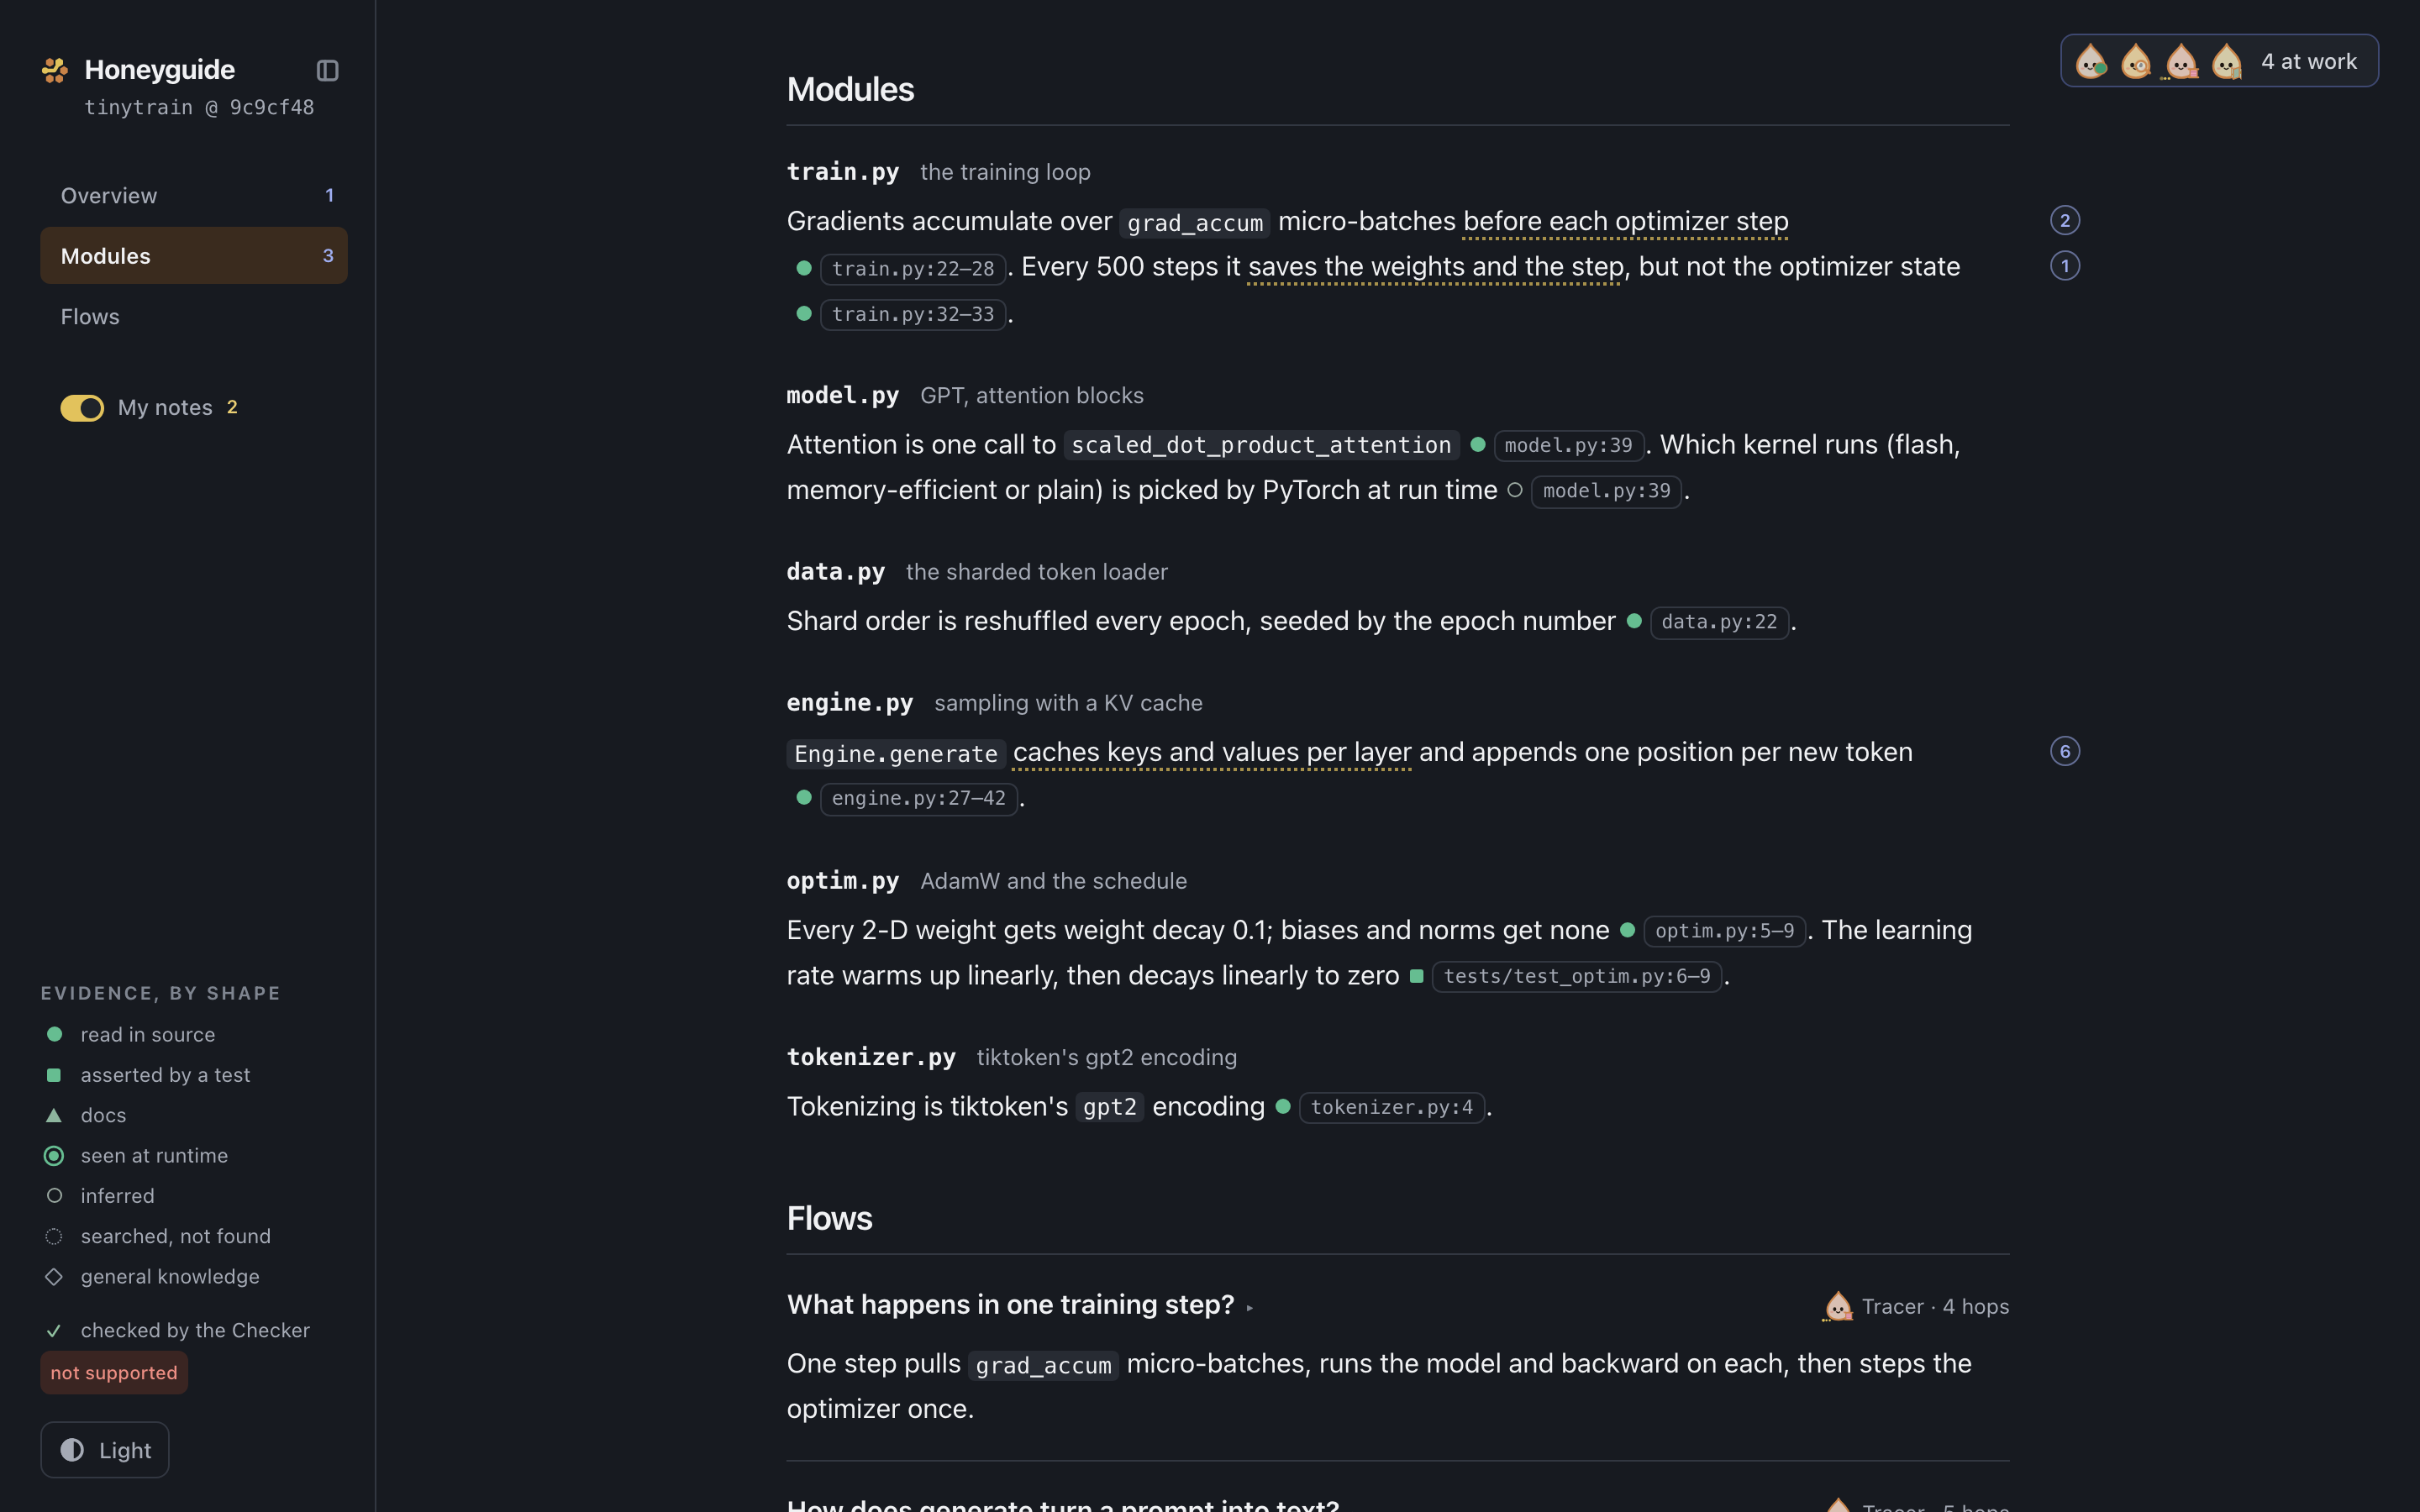 Honeyguide
tinytrain @ 9c9cf48
Overview 1
Modules 3
Flows
My notes 2
EVIDENCE, BY SHAPE
read in source
asserted by a test
docs
seen at runtime
inferred
searched, not found
general knowledge
checked by the Checker
not supported
Light
4 at work
Modules
train.py the training loop
Gradients accumulate over grad_accum micro-batches before each optimizer step 2
train.py:22–28. Every 500 steps it saves the weights and the step, but not the optimizer state 1
train.py:32–33.
model.py GPT, attention blocks
Attention is one call to scaled_dot_product_attention model.py:39. Which kernel runs (flash,
memory-efficient or plain) is picked by PyTorch at run time model.py:39.
data.py the sharded token loader
Shard order is reshuffled every epoch, seeded by the epoch number data.py:22.
engine.py sampling with a KV cache
Engine.generate caches keys and values per layer and appends one position per new token 6
engine.py:27–42.
optim.py AdamW and the schedule
Every 2-D weight gets weight decay 0.1; biases and norms get none optim.py:5–9. The learning
rate warms up linearly, then decays linearly to zero tests/test_optim.py:6–9.
tokenizer.py tiktoken's gpt2 encoding
Tokenizing is tiktoken's gpt2 encoding tokenizer.py:4.
Flows
What happens in one training step? Tracer · 4 hops
One step pulls grad_accum micro-batches, runs the model and backward on each, then steps the
optimizer once.
How does generate turn a prompt into text? Tracer · 5 hops